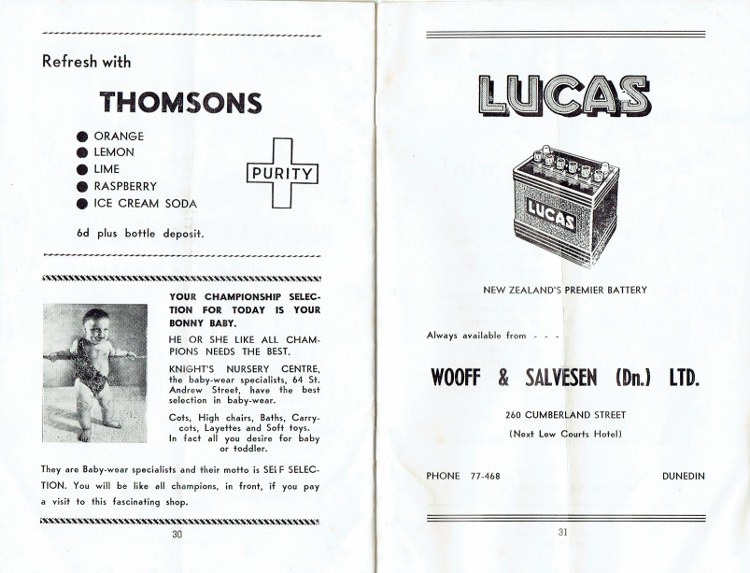 Refresh with
THOMSONS
ORANGE
LEMON
LIME
RASPBERRY
ICE CREAM SODA
PURITY
6d plus bottle deposit.
YOUR CHAMPIONSHIP SELEC-
TION FOR TODAY IS YOUR
BONNY BABY.
HE OR SHE LIKE ALL CHAM-
PIONS NEEDS THE BEST.
KNIGHT'S NURSERY CENTRE,
the baby-wear specialists, 64 St.
Andrew Street, have the best
selection in baby-wear.
Cots, High chairs, Baths, Carry-
cots, Layettes and Soft toys.
In fact all you desire for baby
or toddler.
They are Baby-wear specialists and their motto is SELF SELEC-
TION. You will be like all champions, in front, if you pay
a visit to this fascinating shop.
30
LUCAS
LUCAS
NEW ZEALAND'S PREMIER BATTERY
Always available from - - -
WOOFF & SALVESEN (Dn.) LTD.
260 CUMBERLAND STREET
(Next Lew Courts Hotel)
PHONE 77-468 DUNEDIN
31